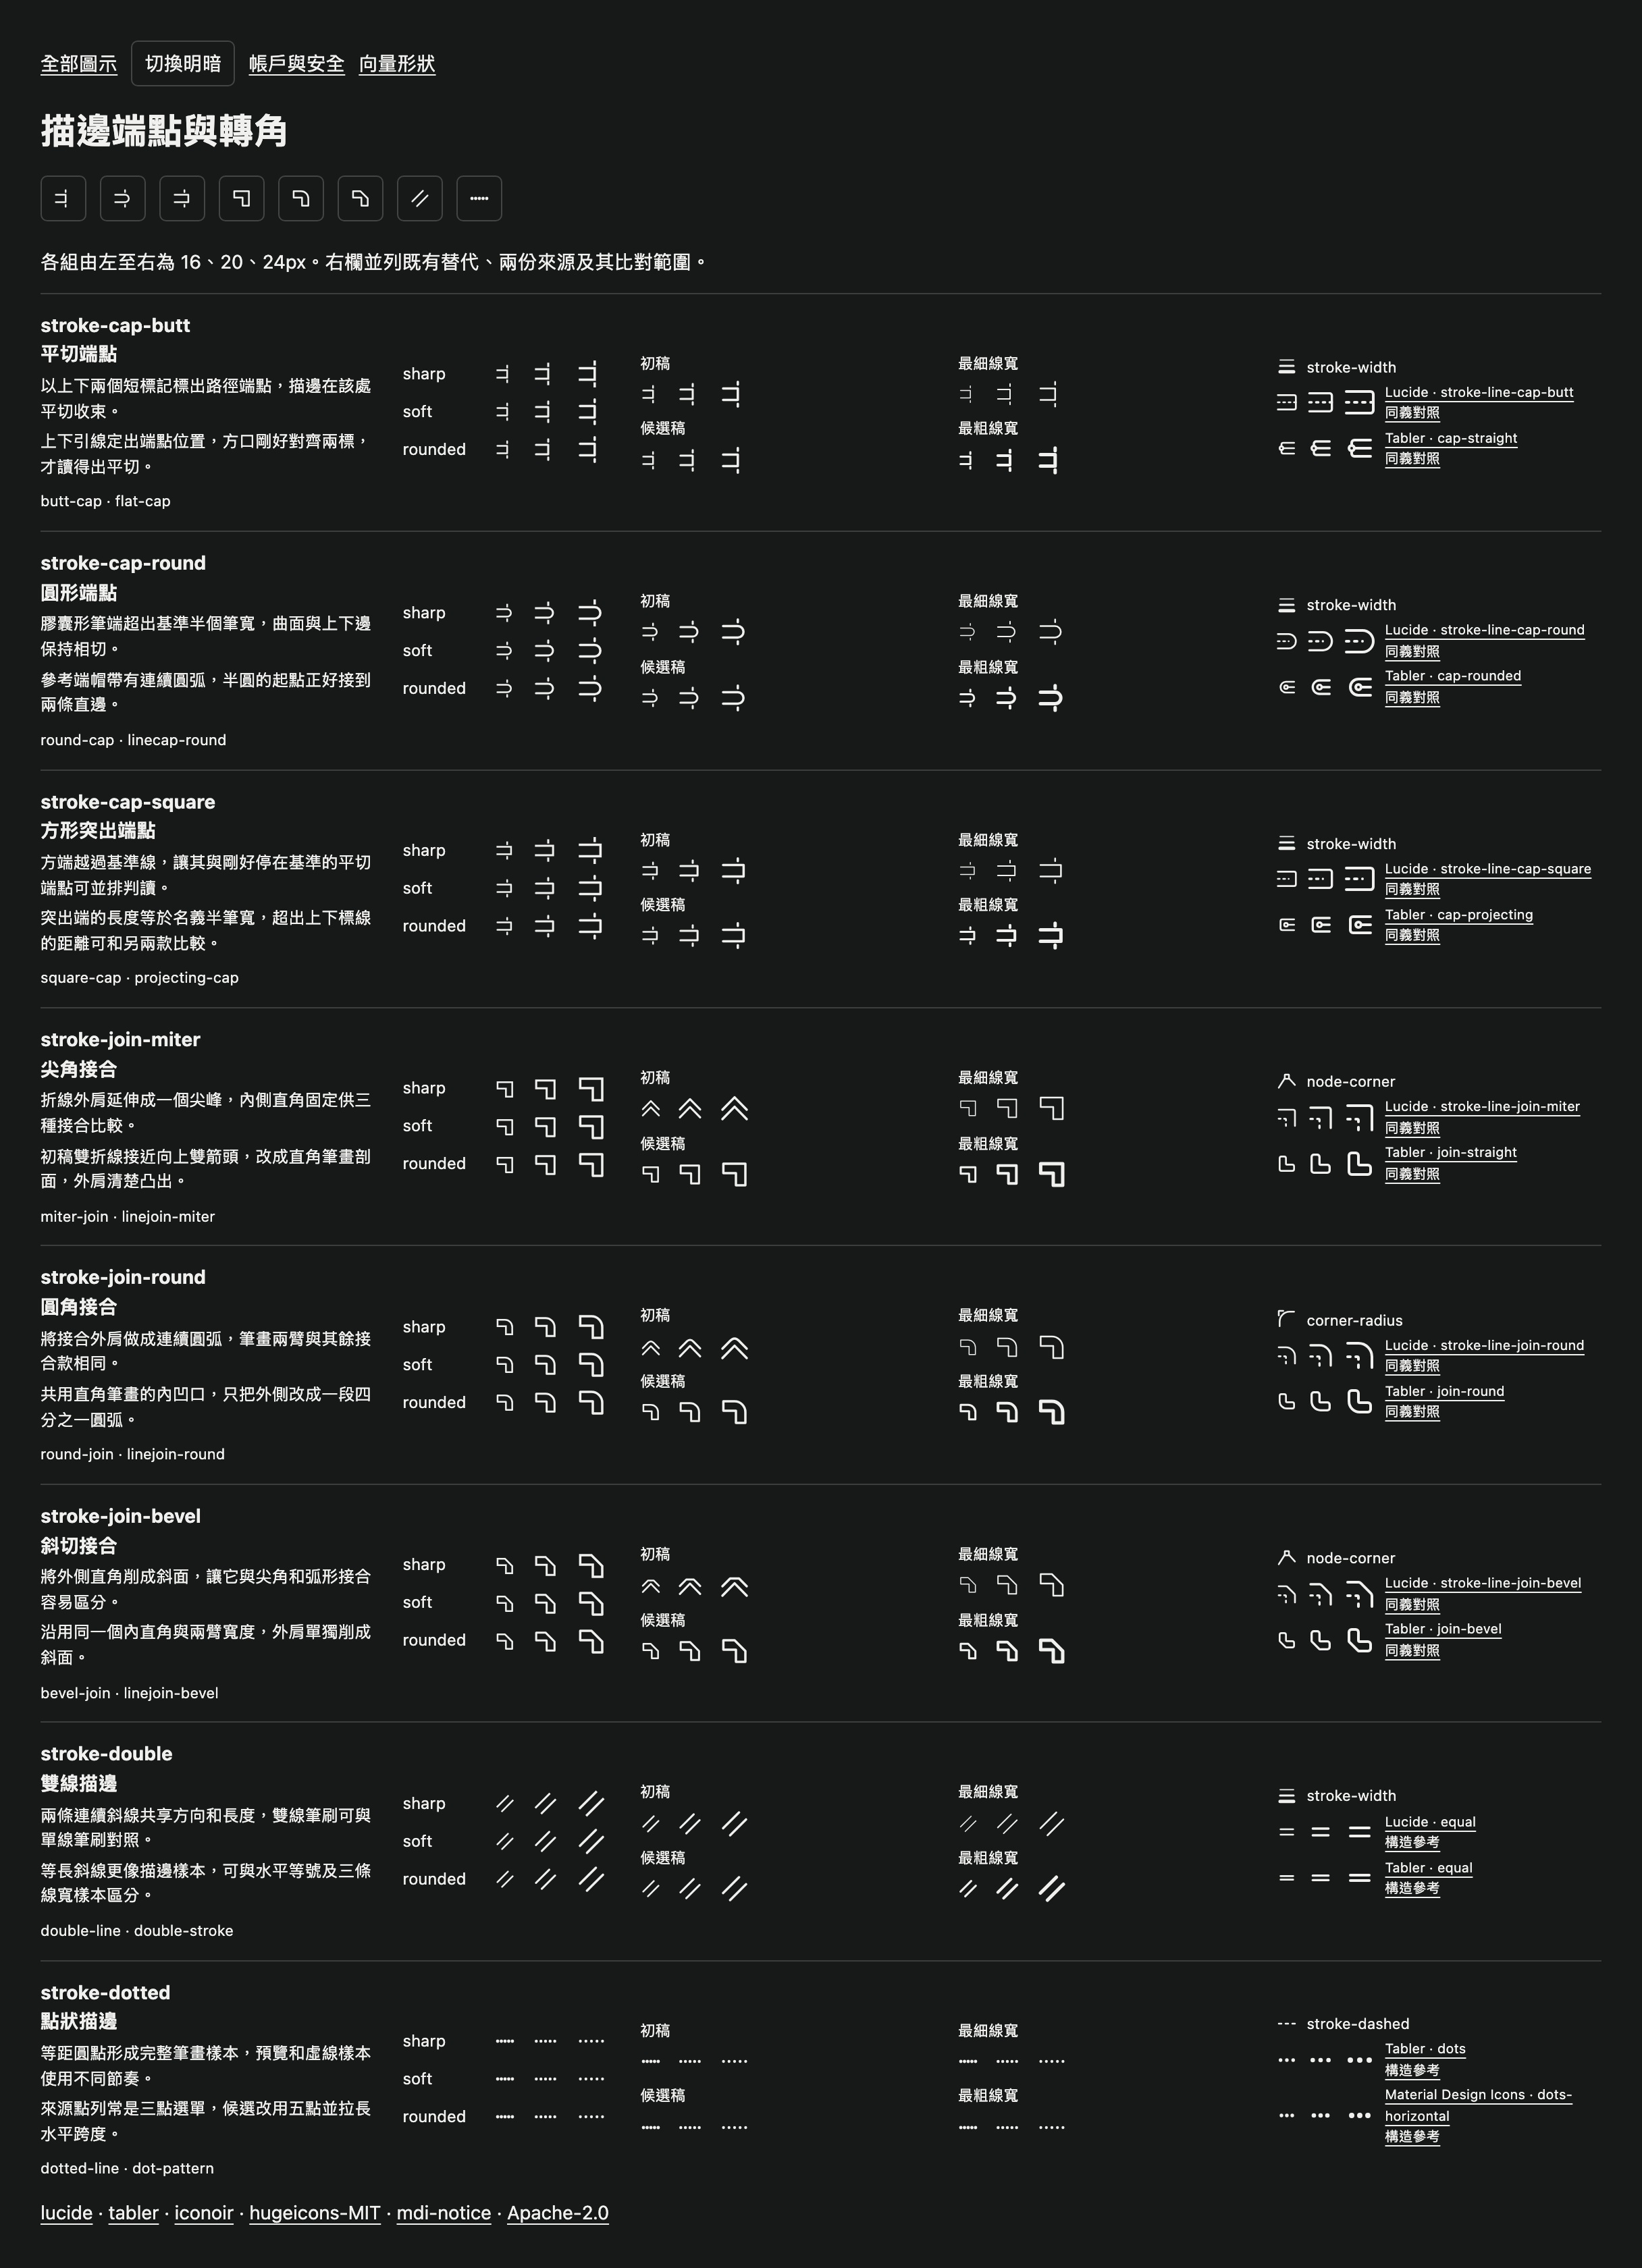 全部圖示 切換明暗 帳戶與安全 向量形狀
描邊端點與轉角
各組由左至右為 16、20、24px。右欄並列既有替代、兩份來源及其比對範圍。
stroke-cap-butt
平切端點
以上下兩個短標記標出路徑端點，描邊在該處
平切收束。
上下引線定出端點位置，方口剛好對齊兩標，
才讀得出平切。
butt-cap · flat-cap
sharp
soft
rounded
初稿
候選稿
最細線寬
最粗線寬
stroke-width
Lucide · stroke-line-cap-butt
同義對照
Tabler · cap-straight
同義對照
stroke-cap-round
圓形端點
膠囊形筆端超出基準半個筆寬，曲面與上下邊
保持相切。
參考端帽帶有連續圓弧，半圓的起點正好接到
兩條直邊。
round-cap · linecap-round
sharp
soft
rounded
初稿
候選稿
最細線寬
最粗線寬
stroke-width
Lucide · stroke-line-cap-round
同義對照
Tabler · cap-rounded
同義對照
stroke-cap-square
方形突出端點
方端越過基準線，讓其與剛好停在基準的平切
端點可並排判讀。
突出端的長度等於名義半筆寬，超出上下標線
的距離可和另兩款比較。
square-cap · projecting-cap
sharp
soft
rounded
初稿
候選稿
最細線寬
最粗線寬
stroke-width
Lucide · stroke-line-cap-square
同義對照
Tabler · cap-projecting
同義對照
stroke-join-miter
尖角接合
折線外肩延伸成一個尖峰，內側直角固定供三
種接合比較。
初稿雙折線接近向上雙箭頭，改成直角筆畫剖
面，外肩清楚凸出。
miter-join · linejoin-miter
sharp
soft
rounded
初稿
候選稿
最細線寬
最粗線寬
node-corner
Lucide · stroke-line-join-miter
同義對照
Tabler · join-straight
同義對照
stroke-join-round
圓角接合
將接合外肩做成連續圓弧，筆畫兩臂與其餘接
合款相同。
共用直角筆畫的內凹口，只把外側改成一段四
分之一圓弧。
round-join · linejoin-round
sharp
soft
rounded
初稿
候選稿
最細線寬
最粗線寬
corner-radius
Lucide · stroke-line-join-round
同義對照
Tabler · join-round
同義對照
stroke-join-bevel
斜切接合
將外側直角削成斜面，讓它與尖角和弧形接合
容易區分。
沿用同一個內直角與兩臂寬度，外肩單獨削成
斜面。
bevel-join · linejoin-bevel
sharp
soft
rounded
初稿
候選稿
最細線寬
最粗線寬
node-corner
Lucide · stroke-line-join-bevel
同義對照
Tabler · join-bevel
同義對照
stroke-double
雙線描邊
兩條連續斜線共享方向和長度，雙線筆刷可與
單線筆刷對照。
等長斜線更像描邊樣本，可與水平等號及三條
線寬樣本區分。
double-line · double-stroke
sharp
soft
rounded
初稿
候選稿
最細線寬
最粗線寬
stroke-width
Lucide · equal
構造參考
Tabler · equal
構造參考
stroke-dotted
點狀描邊
等距圓點形成完整筆畫樣本，預覽和虛線樣本
使用不同節奏。
來源點列常是三點選單，候選改用五點並拉長
水平跨度。
dotted-line · dot-pattern
sharp
soft
rounded
初稿
候選稿
最細線寬
最粗線寬
stroke-dashed
Tabler · dots
構造參考
Material Design Icons · dots-
horizontal
構造參考
lucide · tabler · iconoir · hugeicons-MIT · mdi-notice · Apache-2.0